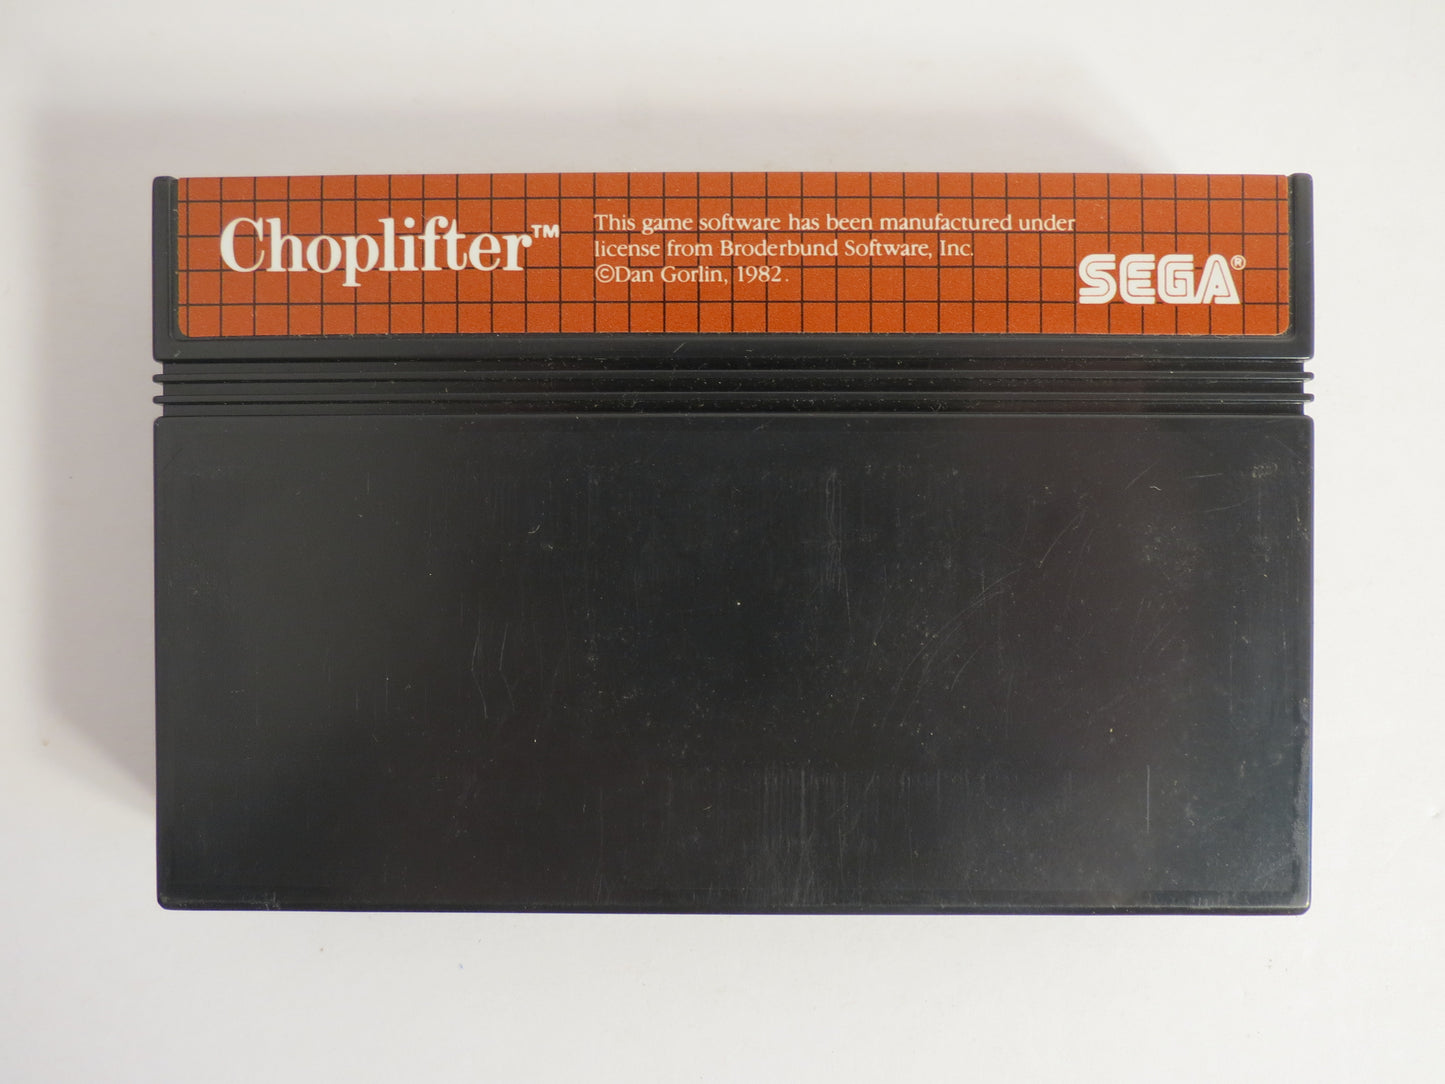 Choplifter™
This game software has been manufactured under
license from Broderbund Software, Inc.
©Dan Gorlin, 1982.
SEGA®